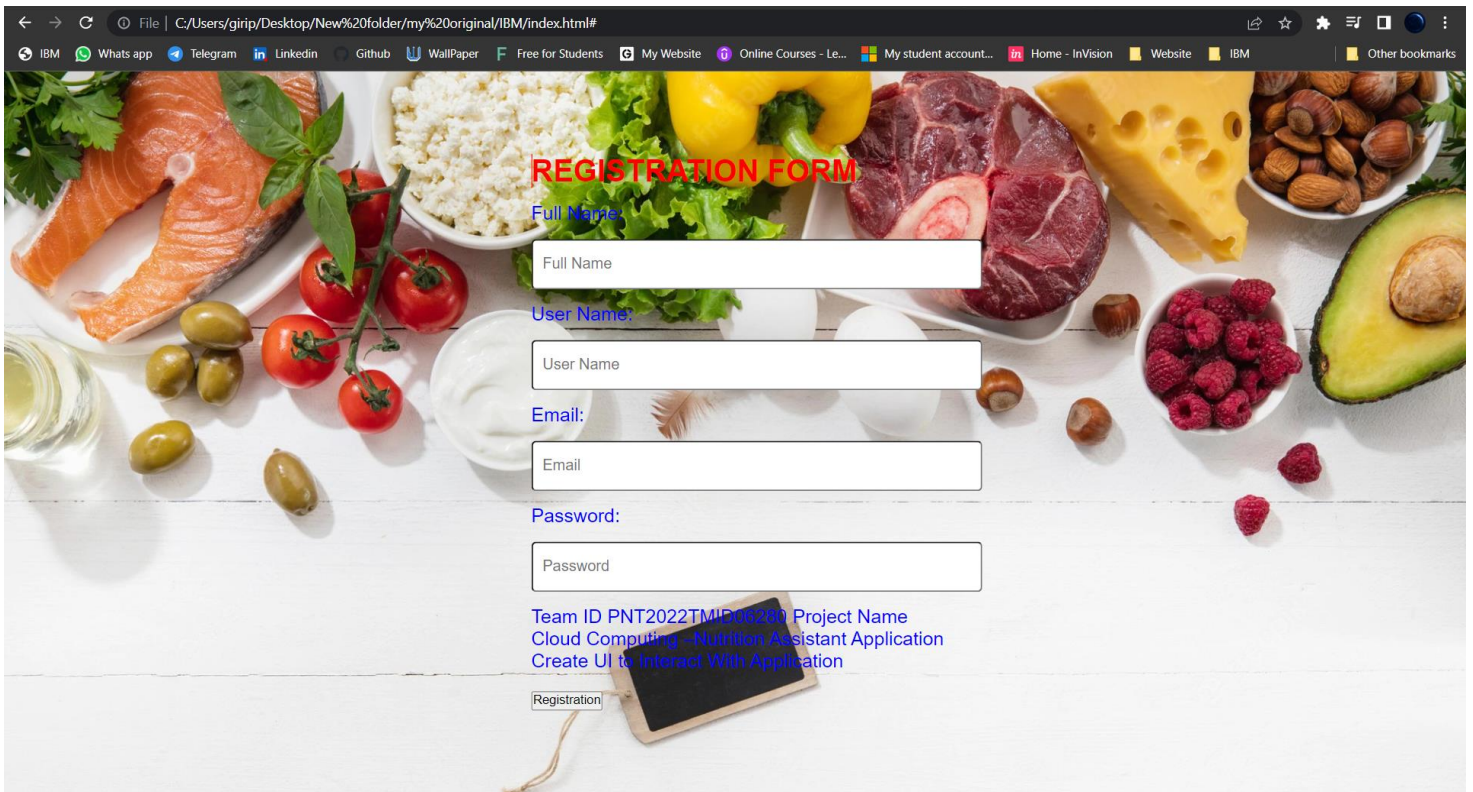 File | C:/Users/girip/Desktop/New%20folder/my%20original/IBM/index.html#
IBM Whats app Telegram Linkedin Github WallPaper Free for Students My Website Online Courses - Le... My student account... Home - InVision Website IBM Other bookmarks
REGISTRATION FORM
Full Name:
Full Name
User Name:
User Name
Email:
Email
Password:
Password
Team ID PNT2022TMID06280 Project Name
Cloud Computing –Nutrition Assistant Application
Create UI to Interact With Application
Registration